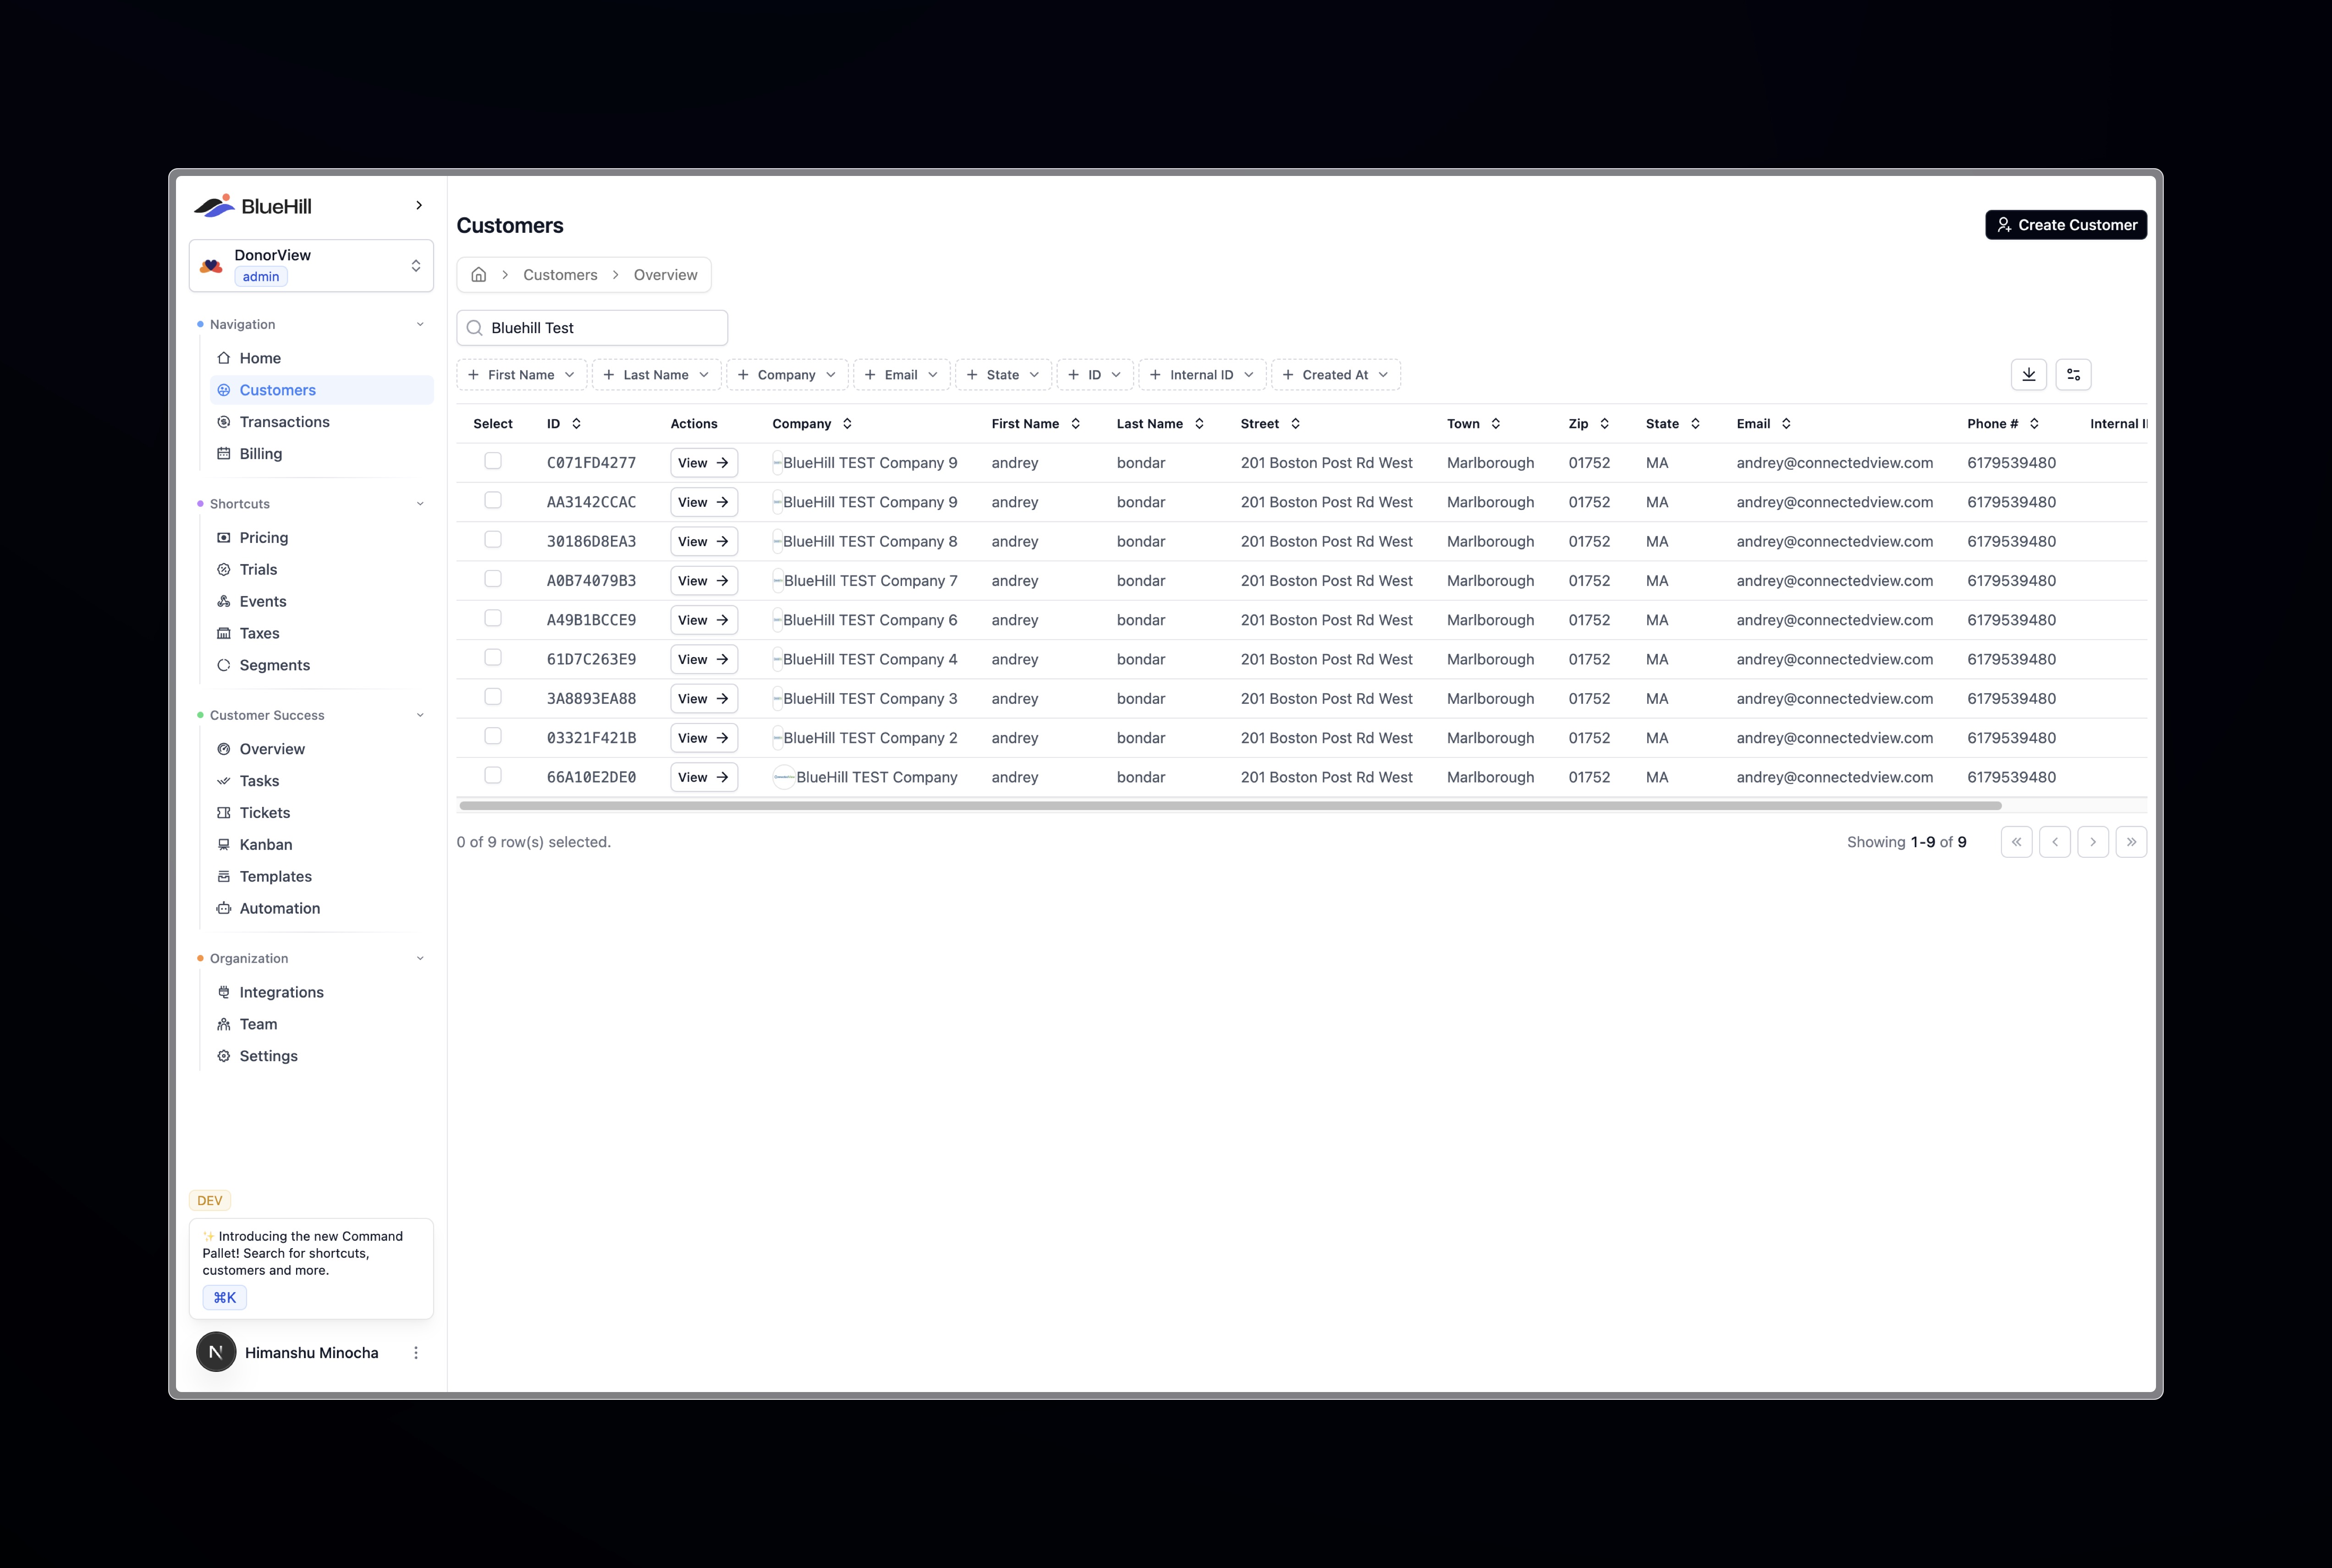 BlueHill
DonorView
admin
Navigation
Home
Customers
Transactions
Billing
Shortcuts
Pricing
Trials
Events
Taxes
Segments
Customer Success
Overview
Tasks
Tickets
Kanban
Templates
Automation
Organization
Integrations
Team
Settings
DEV
✨ Introducing the new Command
Pallet! Search for shortcuts,
customers and more.
⌘K
N Himanshu Minocha
Customers
Create Customer
Customers > Overview
Bluehill Test
+ First Name + Last Name + Company + Email + State + ID + Internal ID + Created At
Select ID Actions Company First Name Last Name Street Town Zip State Email Phone # Internal
C071FD4277 View → BlueHill TEST Company 9 andrey bondar 201 Boston Post Rd West Marlborough 01752 MA andrey@connectedview.com 6179539480
AA3142CCAC View → BlueHill TEST Company 9 andrey bondar 201 Boston Post Rd West Marlborough 01752 MA andrey@connectedview.com 6179539480
30186D8EA3 View → BlueHill TEST Company 8 andrey bondar 201 Boston Post Rd West Marlborough 01752 MA andrey@connectedview.com 6179539480
A0B74079B3 View → BlueHill TEST Company 7 andrey bondar 201 Boston Post Rd West Marlborough 01752 MA andrey@connectedview.com 6179539480
A49B1BCCE9 View → BlueHill TEST Company 6 andrey bondar 201 Boston Post Rd West Marlborough 01752 MA andrey@connectedview.com 6179539480
61D7C263E9 View → BlueHill TEST Company 4 andrey bondar 201 Boston Post Rd West Marlborough 01752 MA andrey@connectedview.com 6179539480
3A8893EA88 View → BlueHill TEST Company 3 andrey bondar 201 Boston Post Rd West Marlborough 01752 MA andrey@connectedview.com 6179539480
03321F421B View → BlueHill TEST Company 2 andrey bondar 201 Boston Post Rd West Marlborough 01752 MA andrey@connectedview.com 6179539480
66A10E2DE0 View → BlueHill TEST Company andrey bondar 201 Boston Post Rd West Marlborough 01752 MA andrey@connectedview.com 6179539480
0 of 9 row(s) selected.
Showing 1-9 of 9